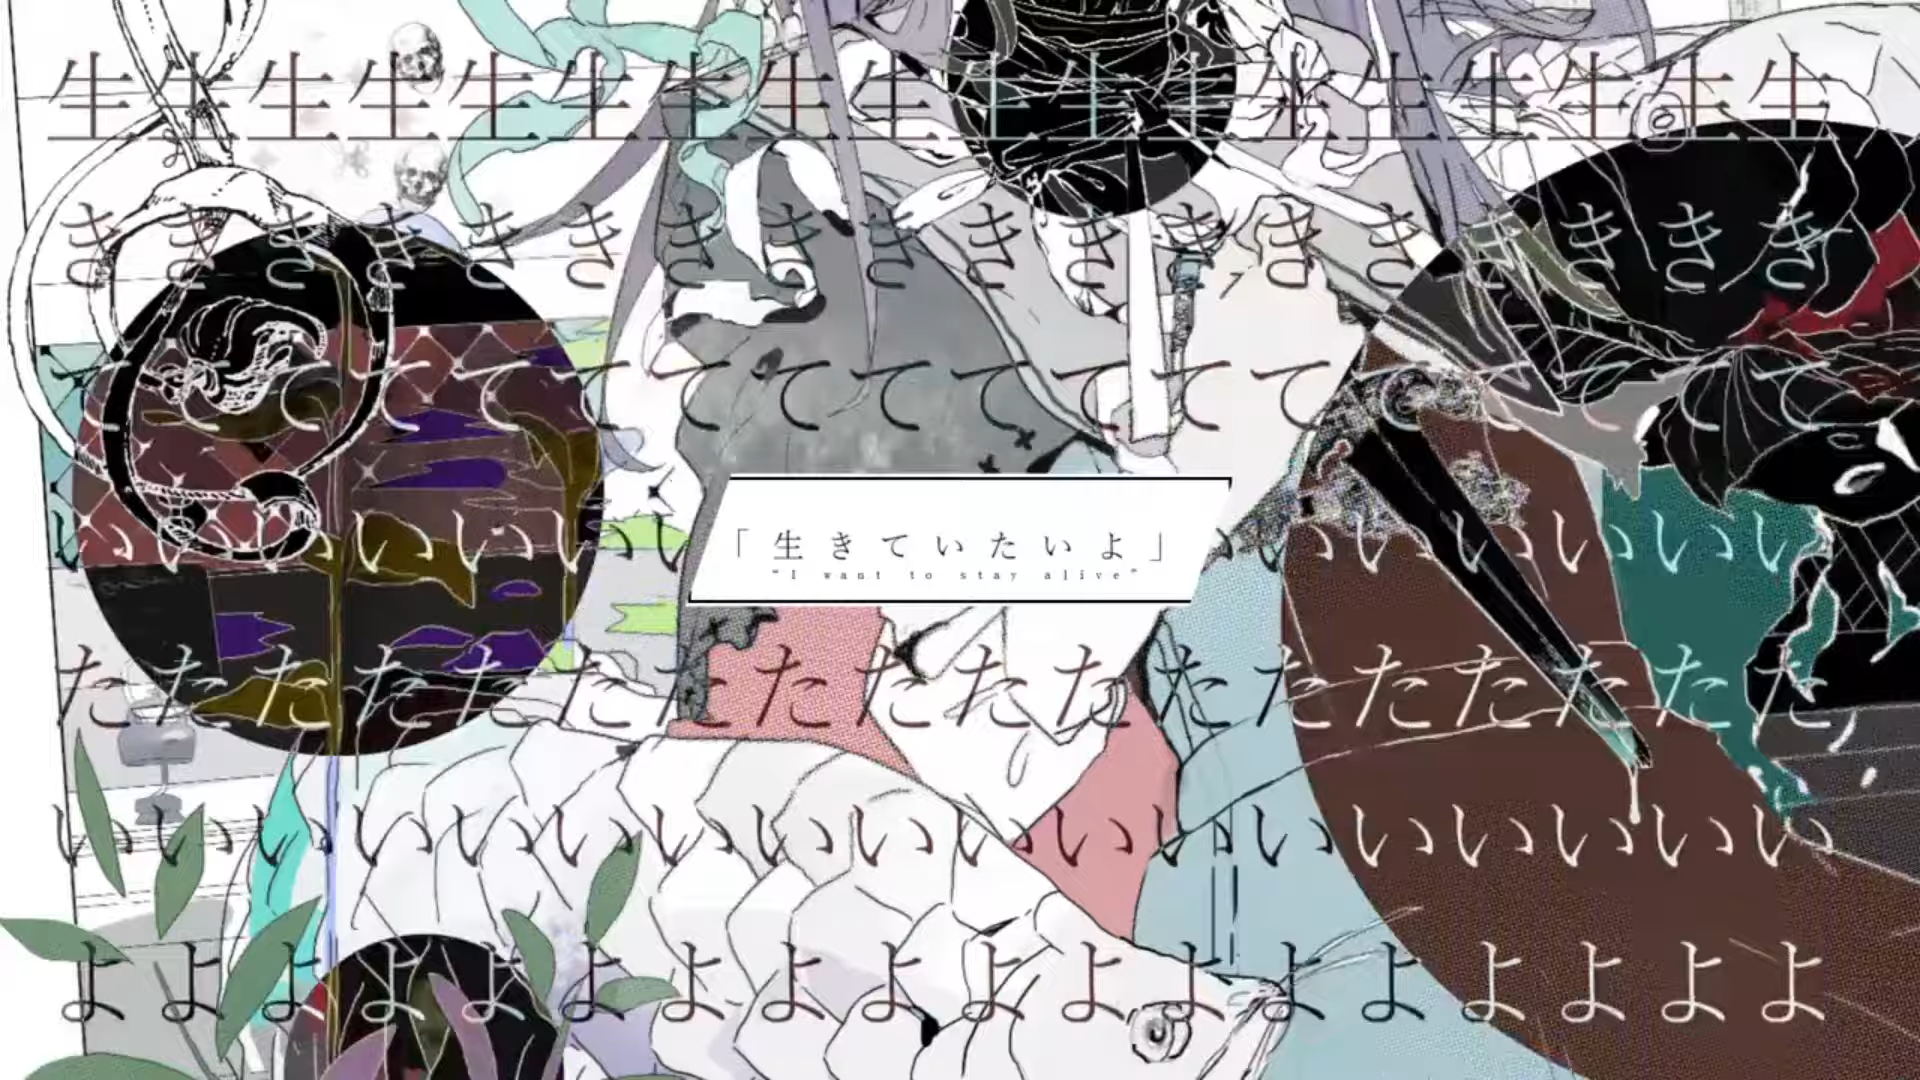 生生生生生生生生生生生生生生生生生生
きききききききききききききききききき
てててててててててててててててててて
いいいいいいい
「生きていたいよ」
“I want to stay alive”
いいいいいいい
たたたたたたたたたたたたたたたたたた
いいいいいいいいいいいいいいいいいい
よよよよよよよよよよよよよよよよよよ